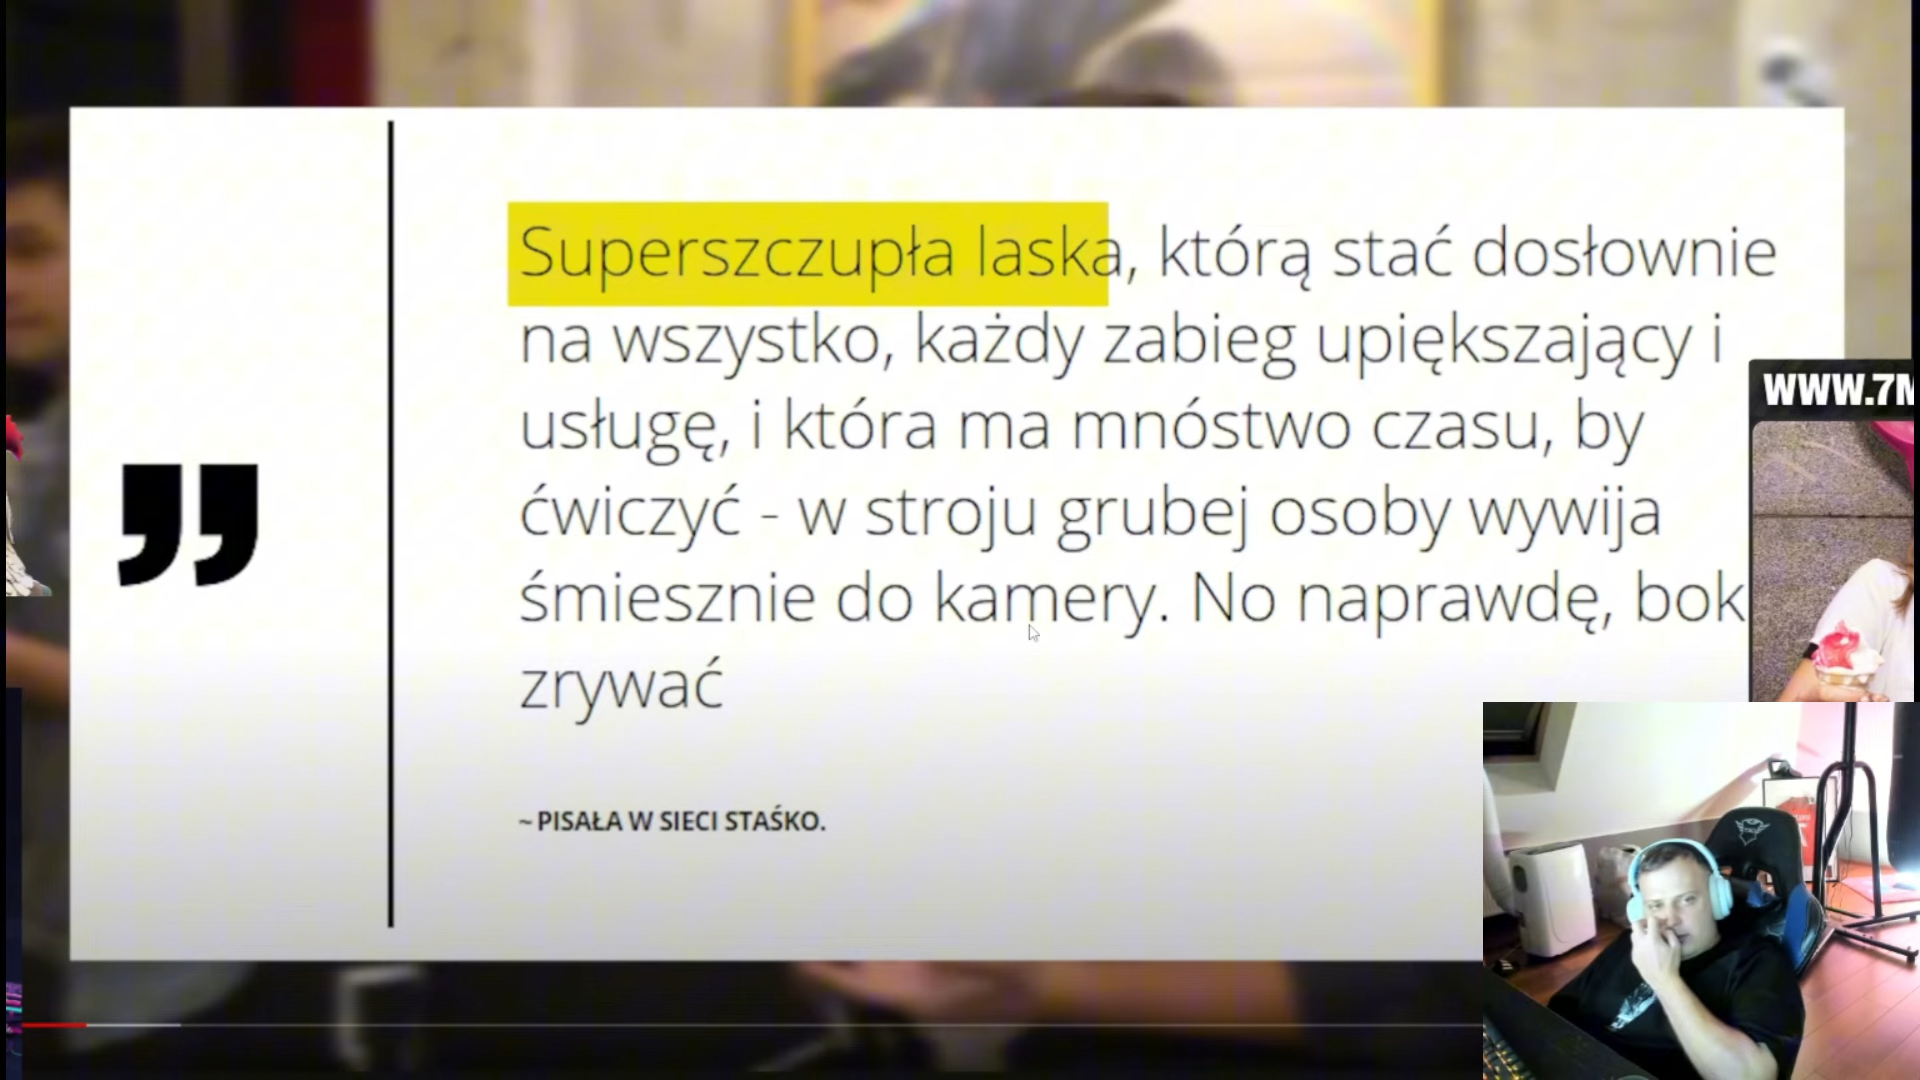 Superszczupła laska, którą stać dosłownie
na wszystko, każdy zabieg upiększający i
usługę, i która ma mnóstwo czasu, by
ćwiczyć - w stroju grubej osoby wywija
śmiesznie do kamery. No naprawdę, bok
zrywać
~ PISAŁA W SIECI STAŚKO.
WWW.7M